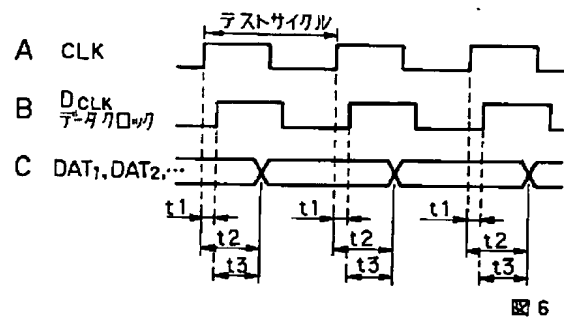 テストサイクル
A CLK
B DCLK
データクロック
C DAT1, DAT2, …
t1 t1 t1
t2 t2 t2
t3 t3 t3
図 6